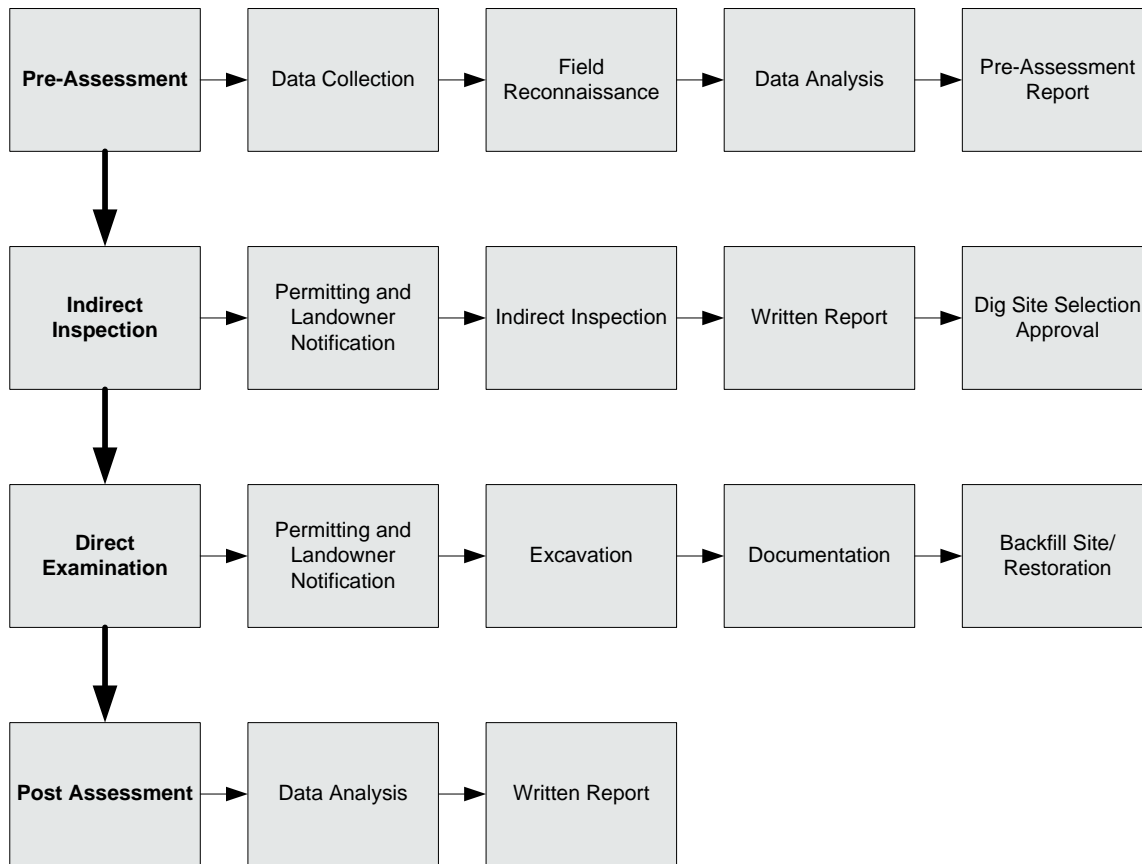 Pre-Assessment
Data Collection
Field
Reconnaissance
Data Analysis
Pre-Assessment
Report
Indirect
Inspection
Permitting and
Landowner
Notification
Indirect Inspection
Written Report
Dig Site Selection
Approval
Direct
Examination
Permitting and
Landowner
Notification
Excavation
Documentation
Backfill Site/
Restoration
Post Assessment
Data Analysis
Written Report